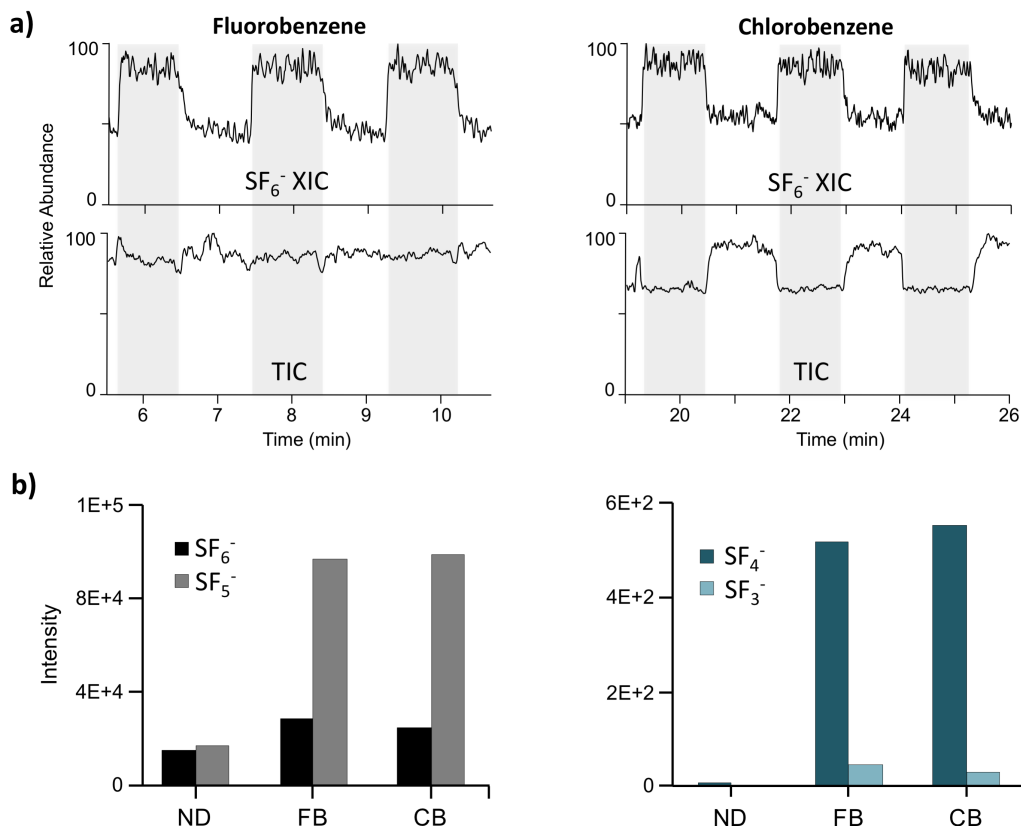 a)
Fluorobenzene
Chlorobenzene
Relative Abundance
100
0
SF6- XIC
100
0
SF6- XIC
100
0
TIC
6 7 8 9 10
Time (min)
100
0
TIC
20 22 24 26
Time (min)
b)
Intensity
1E+5
8E+4
4E+4
0
SF6-
SF5-
ND FB CB
6E+2
4E+2
2E+2
0
SF4-
SF3-
ND FB CB